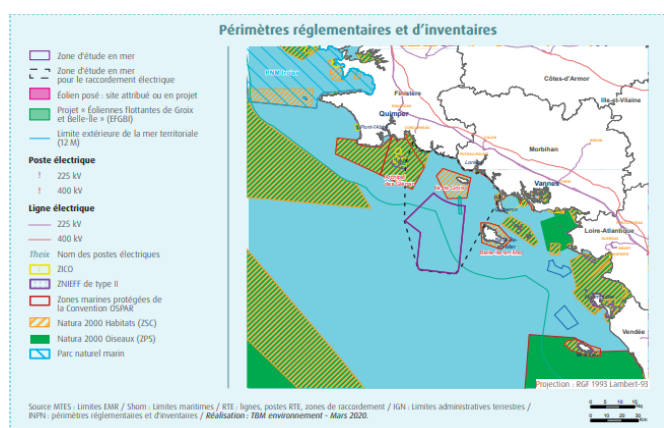 Périmètres réglementaires et d'inventaires
Zone d'étude en mer
Zone d'étude en mer
pour le raccordement électrique
Éolien posé : site attribué ou en projet
Projet « Éoliennes flottantes de Groix
et Belle-Île » (EFGBI)
Limite extérieure de la mer territoriale
(12 M)
Poste électrique
225 kV
400 kV
Ligne électrique
225 kV
400 kV
Theix Nom des postes électriques
ZICO
ZNIEFF de type II
Zones marines protégées de
la Convention OSPAR
Natura 2000 Habitats (ZSC)
Natura 2000 Oiseaux (ZPS)
Parc naturel marin
Côtes-d'Armor
Finistère
Ille-et-Vilaine
Quimper
Morbihan
Vannes
Loire-Atlantique
Vendée
Projection : RGF 1993 Lambert-93
Source MTES : Limites EMR / Shom : Limites maritimes / RTE : lignes, postes RTE, zones de raccordement / IGN : Limites administratives terrestres /
INPN : périmètres réglementaires et d'inventaires / Réalisation : TBM environnement - Mars 2020.